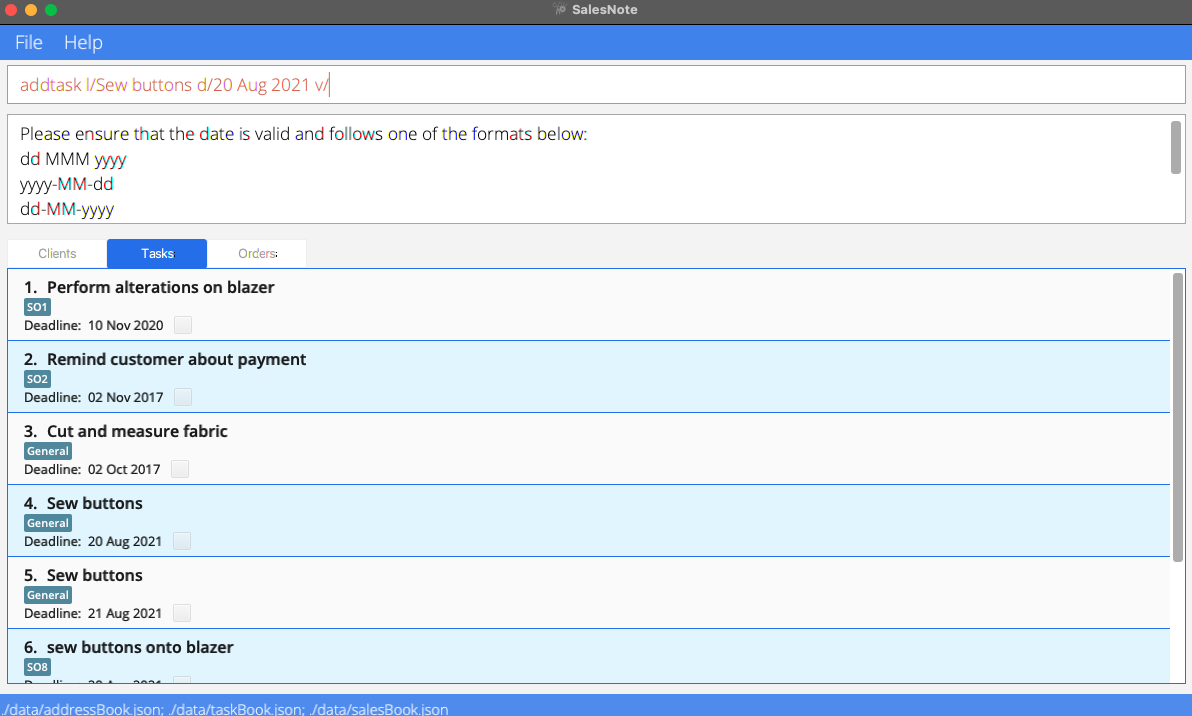 SalesNote
File Help
addtask l/Sew buttons d/20 Aug 2021 v/
Please ensure that the date is valid and follows one of the formats below:
dd MMM yyyy
yyyy-MM-dd
dd-MM-yyyy
Clients Tasks Orders
1. Perform alterations on blazer
SO1
Deadline: 10 Nov 2020
2. Remind customer about payment
SO2
Deadline: 02 Nov 2017
3. Cut and measure fabric
General
Deadline: 02 Oct 2017
4. Sew buttons
General
Deadline: 20 Aug 2021
5. Sew buttons
General
Deadline: 21 Aug 2021
6. sew buttons onto blazer
SO8
Deadline: 20 Aug 2021
./data/addressBook.json; ./data/taskBook.json; ./data/salesBook.json